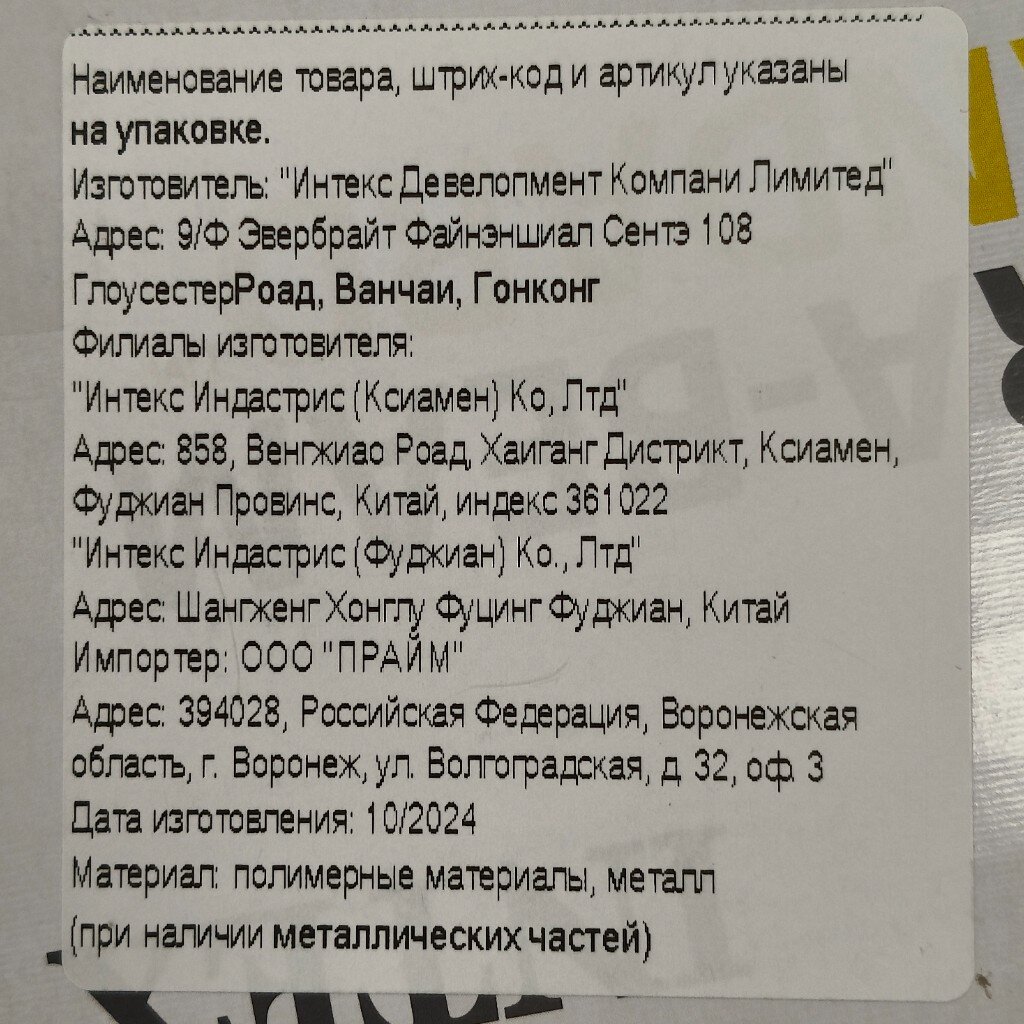 Наименование товара, штрих-код и артикул указаны
на упаковке.
Изготовитель: "Интекс Девелопмент Компани Лимитед"
Адрес: 9/Ф Эвербрайт Файнэншиал Сентэ 108
ГлоусестерРоад, Ванчаи, Гонконг
Филиалы изготовителя:
"Интекс Индастрис (Ксиамен) Ко, Лтд"
Адрес: 858, Венгжиао Роад, Хаиганг Дистрикт, Ксиамен,
Фуджиан Провинс, Китай, индекс 361022
"Интекс Индастрис (Фуджиан) Ко., Лтд"
Адрес: Шангженг Хонглу Фуцинг Фуджиан, Китай
Импортер: ООО "ПРАЙМ"
Адрес: 394028, Российская Федерация, Воронежская
область, г. Воронеж, ул. Волгоградская, д. 32, оф. 3
Дата изготовления: 10/2024
Материал: полимерные материалы, металл
(при наличии металлических частей)